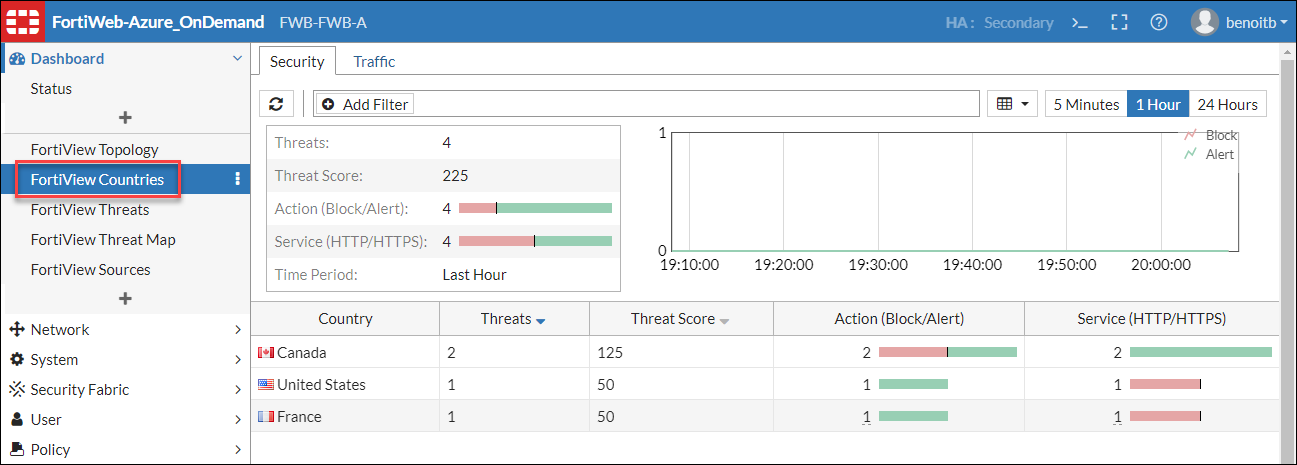 FortiWeb-Azure_OnDemand FWB-FWB-A HA : Secondary benoitb
Dashboard
Status
FortiView Topology
FortiView Countries
FortiView Threats
FortiView Threat Map
FortiView Sources
Network
System
Security Fabric
User
Policy
Security Traffic
Add Filter 5 Minutes 1 Hour 24 Hours
Threats: 4
Threat Score: 225
Action (Block/Alert): 4
Service (HTTP/HTTPS): 4
Time Period: Last Hour
1
0
Block
Alert
19:10:00 19:20:00 19:30:00 19:40:00 19:50:00 20:00:00
Country Threats Threat Score Action (Block/Alert) Service (HTTP/HTTPS)
Canada 2 125 2 2
United States 1 50 1 1
France 1 50 1 1